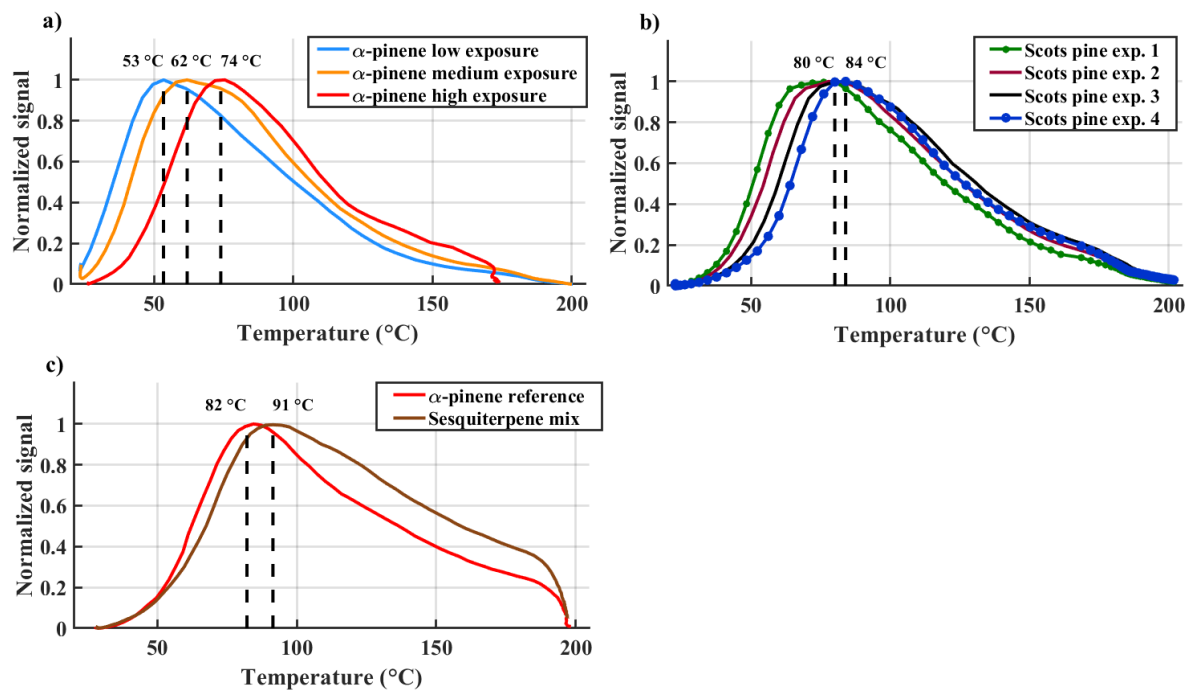 a)
53 °C 62 °C 74 °C
α-pinene low exposure
α-pinene medium exposure
α-pinene high exposure
1
0.8
0.6
0.4
0.2
0
Normalized signal
50 100 150 200
Temperature (°C)
b)
80 °C 84 °C
Scots pine exp. 1
Scots pine exp. 2
Scots pine exp. 3
Scots pine exp. 4
1
0.8
0.6
0.4
0.2
0
Normalized signal
50 100 150 200
Temperature (°C)
c)
82 °C 91 °C
α-pinene reference
Sesquiterpene mix
1
0.8
0.6
0.4
0.2
0
Normalized signal
50 100 150 200
Temperature (°C)